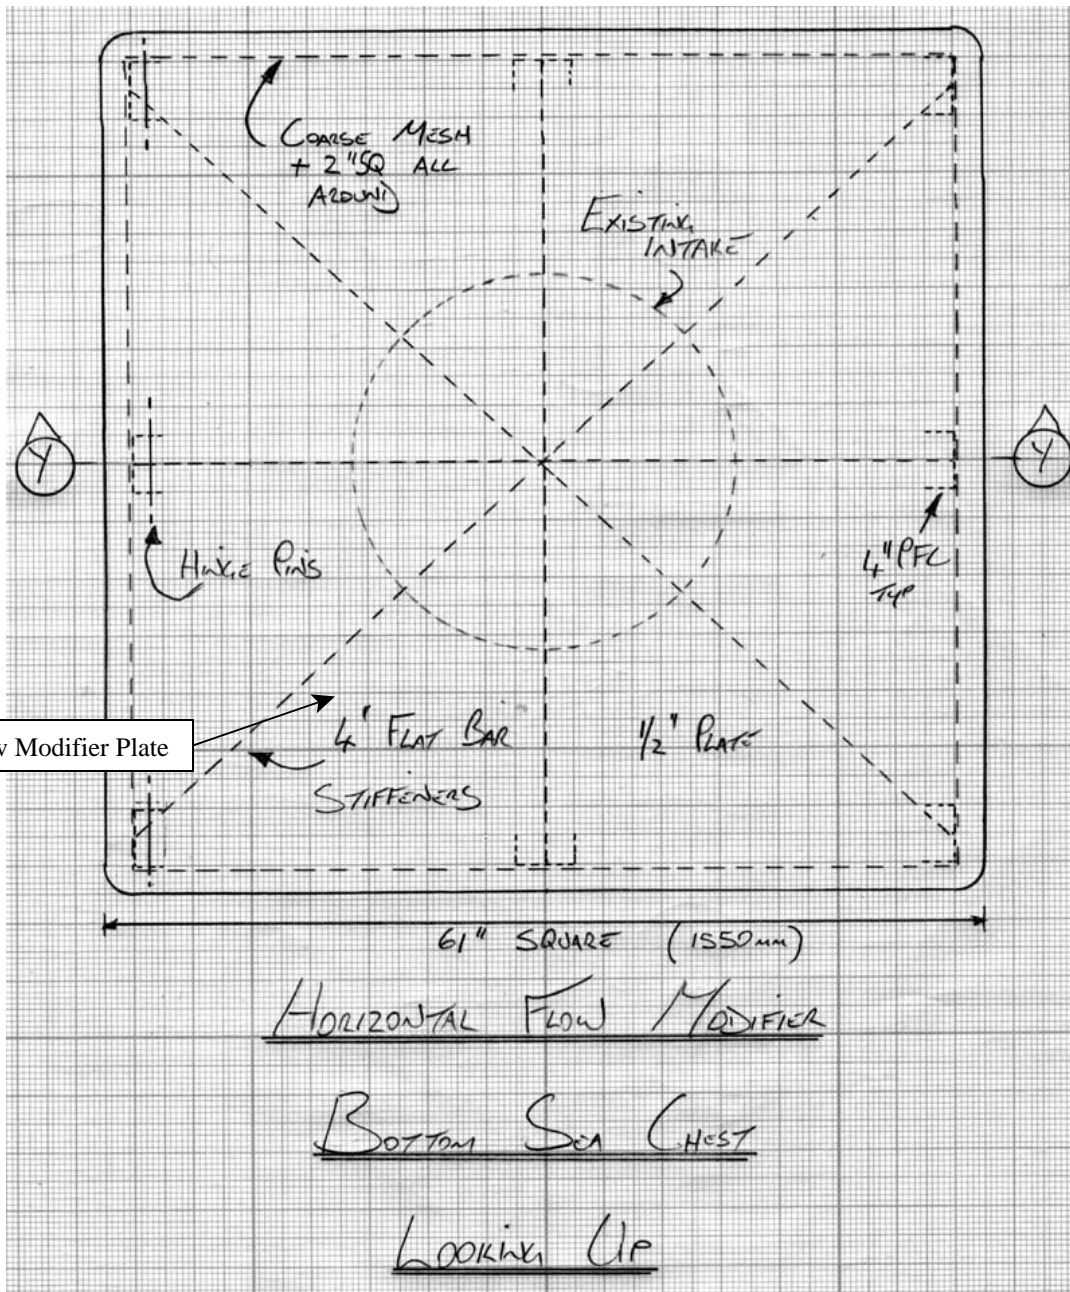 Coarse Mesh
+ 2"SQ All
Around
Existing
Intake
Y
Y
Hinge Pins
4" PFC
Typ
w Modifier Plate
4" Flat Bar
Stiffeners
1/2" Plate
61" Square (1550mm)
Horizontal Flow Modifier
Bottom Sea Chest
Looking Up